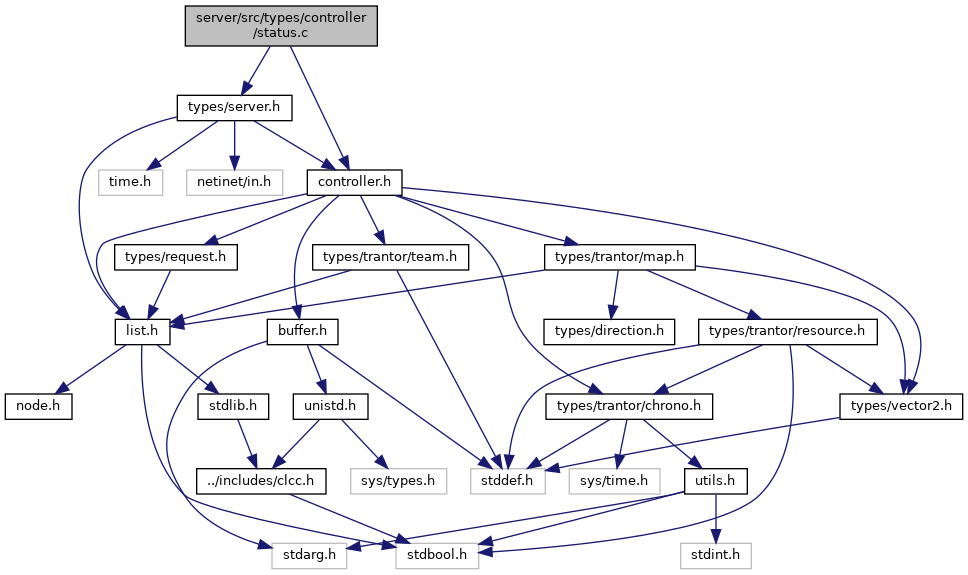 server/src/types/controller
/status.c
types/server.h
time.h
netinet/in.h
controller.h
types/request.h
types/trantor/team.h
types/trantor/map.h
list.h
buffer.h
types/direction.h
types/trantor/resource.h
node.h
stdlib.h
unistd.h
types/trantor/chrono.h
types/vector2.h
../includes/clcc.h
sys/types.h
stddef.h
sys/time.h
utils.h
stdarg.h
stdbool.h
stdint.h